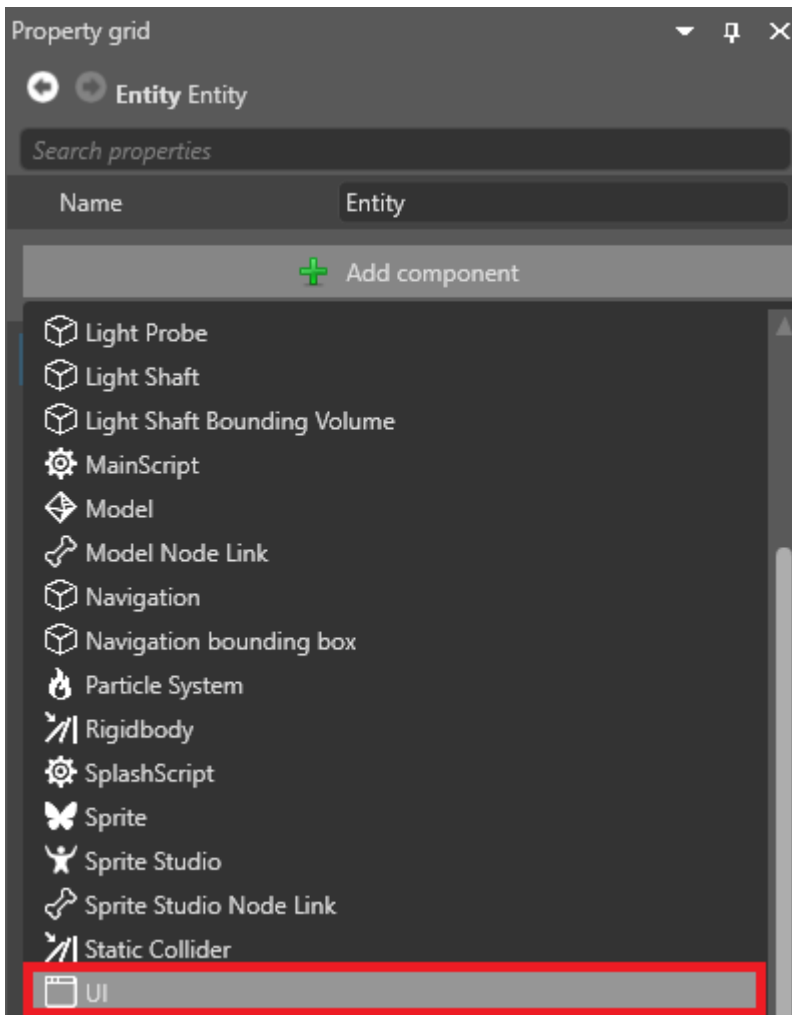 Property grid
Entity Entity
Search properties
Name Entity
Add component
Light Probe
Light Shaft
Light Shaft Bounding Volume
MainScript
Model
Model Node Link
Navigation
Navigation bounding box
Particle System
Rigidbody
SplashScript
Sprite
Sprite Studio
Sprite Studio Node Link
Static Collider
UI